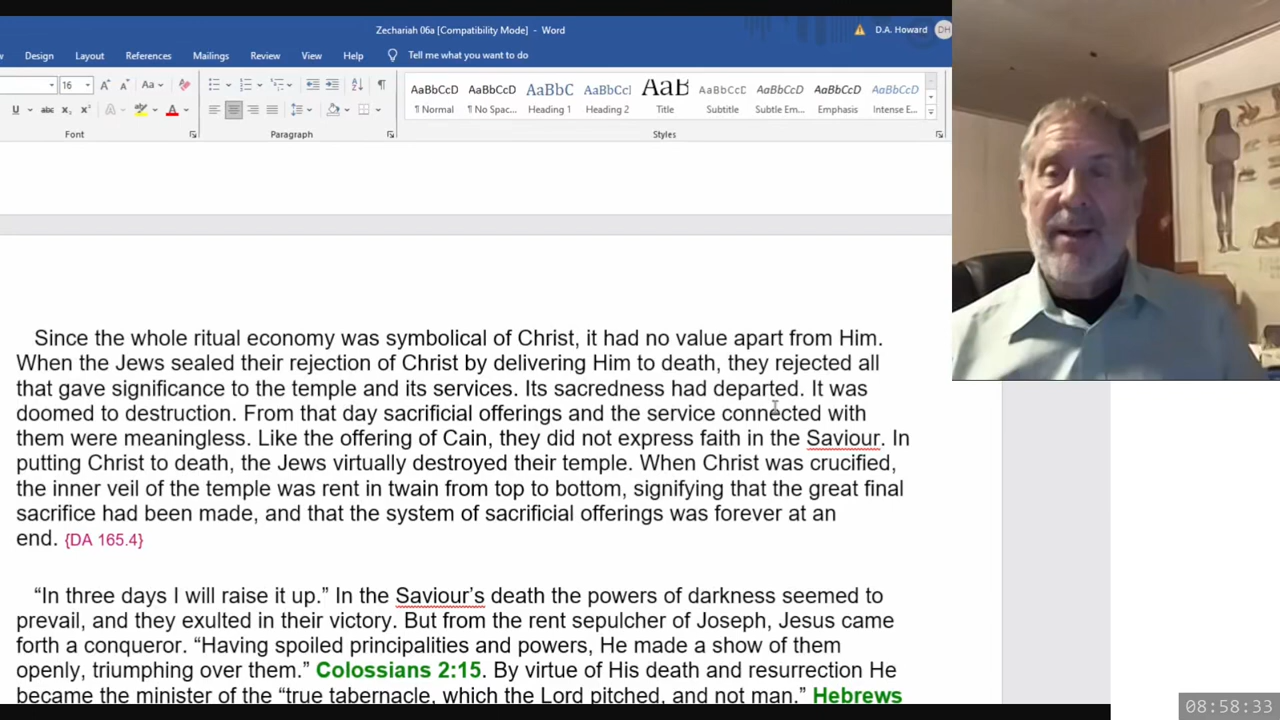 Zechariah 06a [Compatibility Mode] - Word
D.A. Howard DH
Design Layout References Mailings Review View Help Tell me what you want to do
16 Aa
AaBbCcD AaBbCcD AaBbC AaBbCcl AaB AaBbCcC AaBbCcD AaBbCcD AaBbCcD
¶ Normal ¶ No Spac... Heading 1 Heading 2 Title Subtitle Subtle Em... Emphasis Intense E...
Font Paragraph Styles
Since the whole ritual economy was symbolical of Christ, it had no value apart from Him.
When the Jews sealed their rejection of Christ by delivering Him to death, they rejected all
that gave significance to the temple and its services. Its sacredness had departed. It was
doomed to destruction. From that day sacrificial offerings and the service connected with
them were meaningless. Like the offering of Cain, they did not express faith in the Saviour. In
putting Christ to death, the Jews virtually destroyed their temple. When Christ was crucified,
the inner veil of the temple was rent in twain from top to bottom, signifying that the great final
sacrifice had been made, and that the system of sacrificial offerings was forever at an
end. {DA 165.4}
“In three days I will raise it up.” In the Saviour’s death the powers of darkness seemed to
prevail, and they exulted in their victory. But from the rent sepulcher of Joseph, Jesus came
forth a conqueror. “Having spoiled principalities and powers, He made a show of them
openly, triumphing over them.” Colossians 2:15. By virtue of His death and resurrection He
became the minister of the “true tabernacle, which the Lord pitched, and not man.” Hebrews
08:58:33